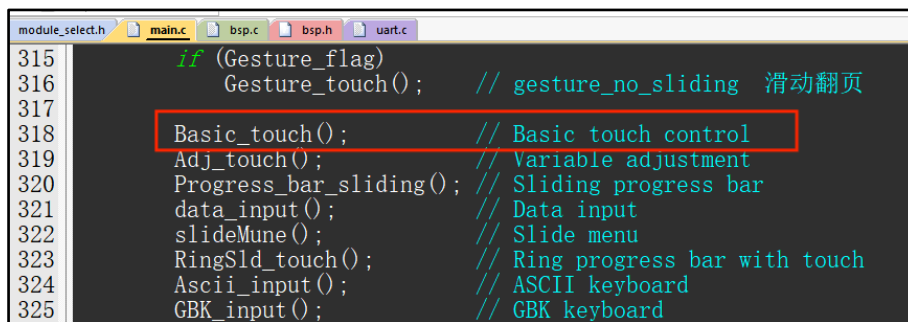 module_select.h main.c bsp.c bsp.h uart.c
315 if (Gesture_flag)
316 Gesture_touch(); // gesture_no_sliding 滑动翻页
317
318 Basic_touch(); // Basic touch control
319 Adj_touch(); // Variable adjustment
320 Progress_bar_sliding(); // Sliding progress bar
321 data_input(); // Data input
322 slideMune(); // Slide menu
323 RingSld_touch(); // Ring progress bar with touch
324 Ascii_input(); // ASCII keyboard
325 GBK_input(); // GBK keyboard